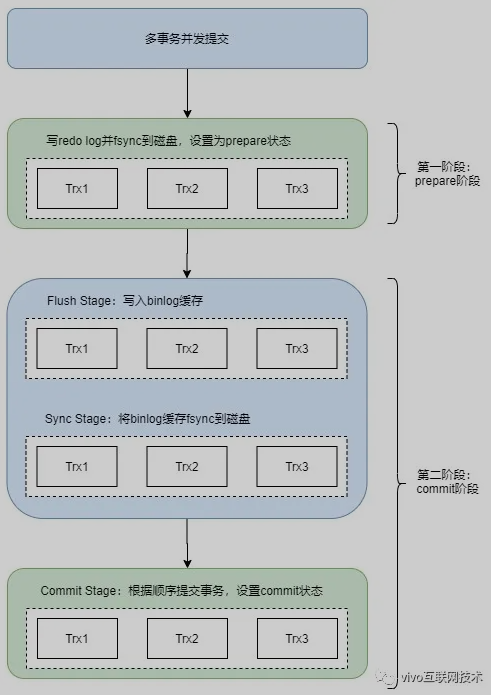 多事务并发提交
写redo log并fsync到磁盘，设置为prepare状态
Trx1
Trx2
Trx3
第一阶段：
prepare阶段
Flush Stage：写入binlog缓存
Trx1
Trx2
Trx3
Sync Stage：将binlog缓存fsync到磁盘
Trx1
Trx2
Trx3
第二阶段：
commit阶段
Commit Stage：根据顺序提交事务，设置commit状态
Trx1
Trx2
Trx3
vivo互联网技术